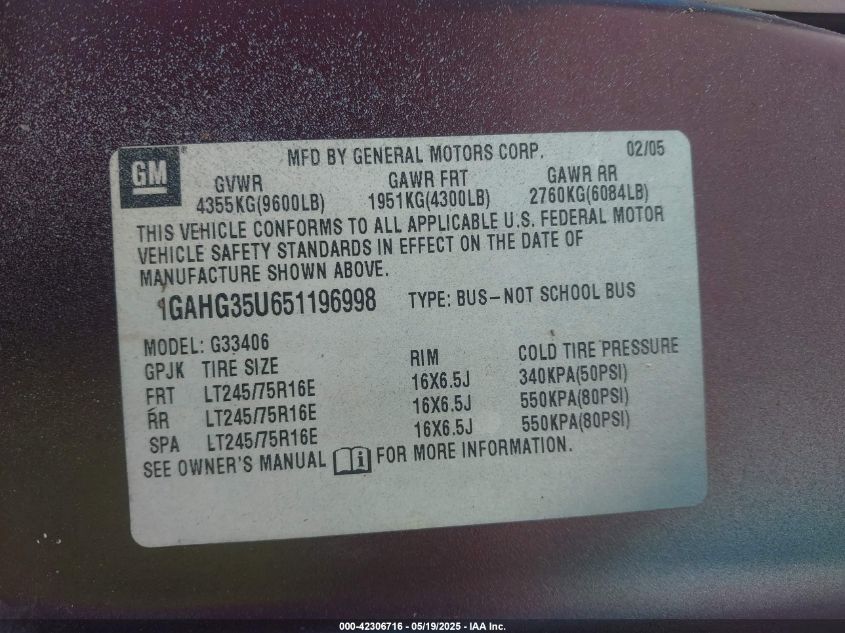 GM
MFD BY GENERAL MOTORS CORP. 02/05
GVWR GAWR FRT GAWR RR
4355KG(9600LB) 1951KG(4300LB) 2760KG(6084LB)
THIS VEHICLE CONFORMS TO ALL APPLICABLE U.S. FEDERAL MOTOR
VEHICLE SAFETY STANDARDS IN EFFECT ON THE DATE OF
MANUFACTURE SHOWN ABOVE.
1GAHG35U651196998 TYPE: BUS-NOT SCHOOL BUS
MODEL: G33406
GPJK TIRE SIZE RIM COLD TIRE PRESSURE
FRT LT245/75R16E 16X6.5J 340KPA(50PSI)
RR LT245/75R16E 16X6.5J 550KPA(80PSI)
SPA LT245/75R16E 16X6.5J 550KPA(80PSI)
SEE OWNER'S MANUAL i FOR MORE INFORMATION.
000-42306716 - 05/19/2025 - IAA Inc.